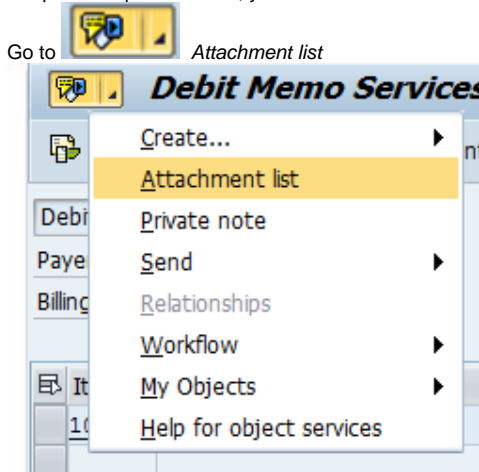 Go to Attachment list
Debit Memo Services
Create...
Attachment list
Private note
Send
Relationships
Workflow
My Objects
Help for object services
Debi
Paye
Billing
It
10